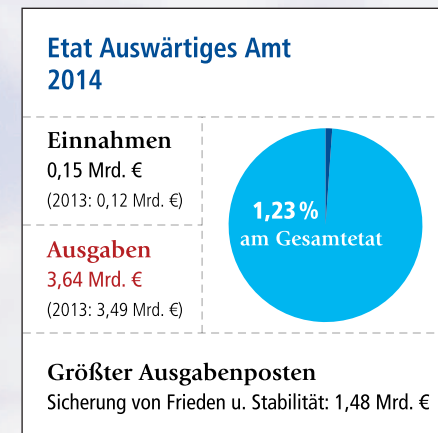 Etat Auswärtiges Amt
2014
Einnahmen
0,15 Mrd. €
(2013: 0,12 Mrd. €)
Ausgaben
3,64 Mrd. €
(2013: 3,49 Mrd. €)
1,23 %
am Gesamtetat
Größter Ausgabenposten
Sicherung von Frieden u. Stabilität: 1,48 Mrd. €